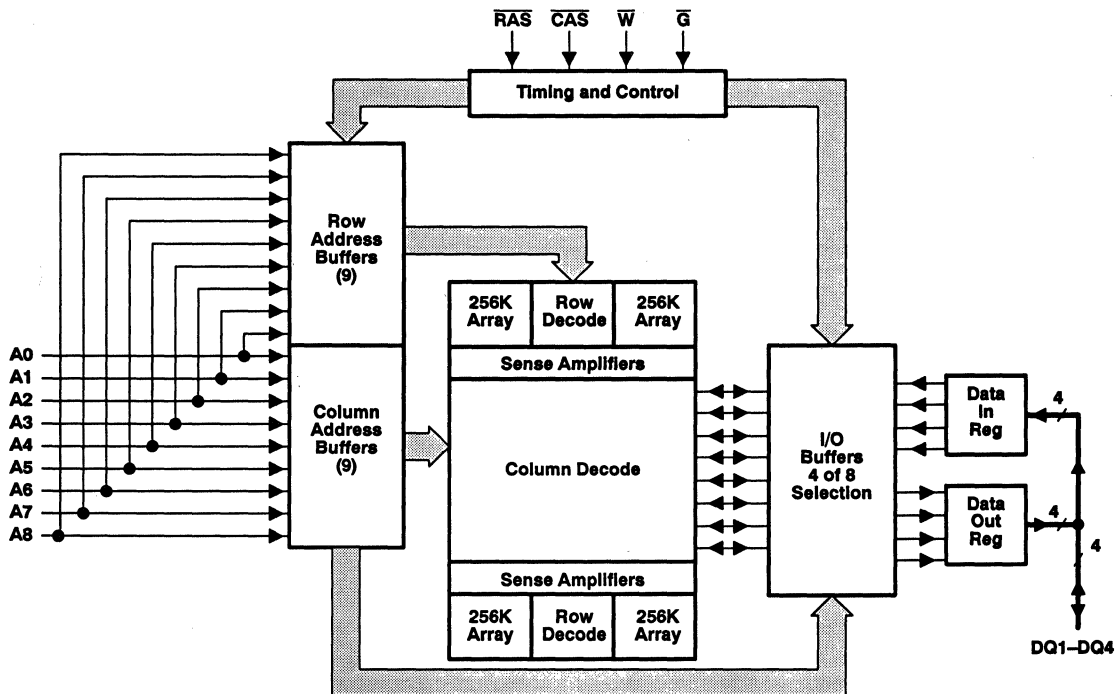 RAS CAS W G
Timing and Control
Row
Address
Buffers
(9)
256K
Array
Row
Decode
256K
Array
Sense Amplifiers
A0
A1
A2
A3
A4
A5
A6
A7
A8
Column
Address
Buffers
(9)
Column Decode
I/O
Buffers
4 of 8
Selection
Data
In
Reg
4
Data
Out
Reg
4
4
Sense Amplifiers
256K
Array
Row
Decode
256K
Array
DQ1–DQ4